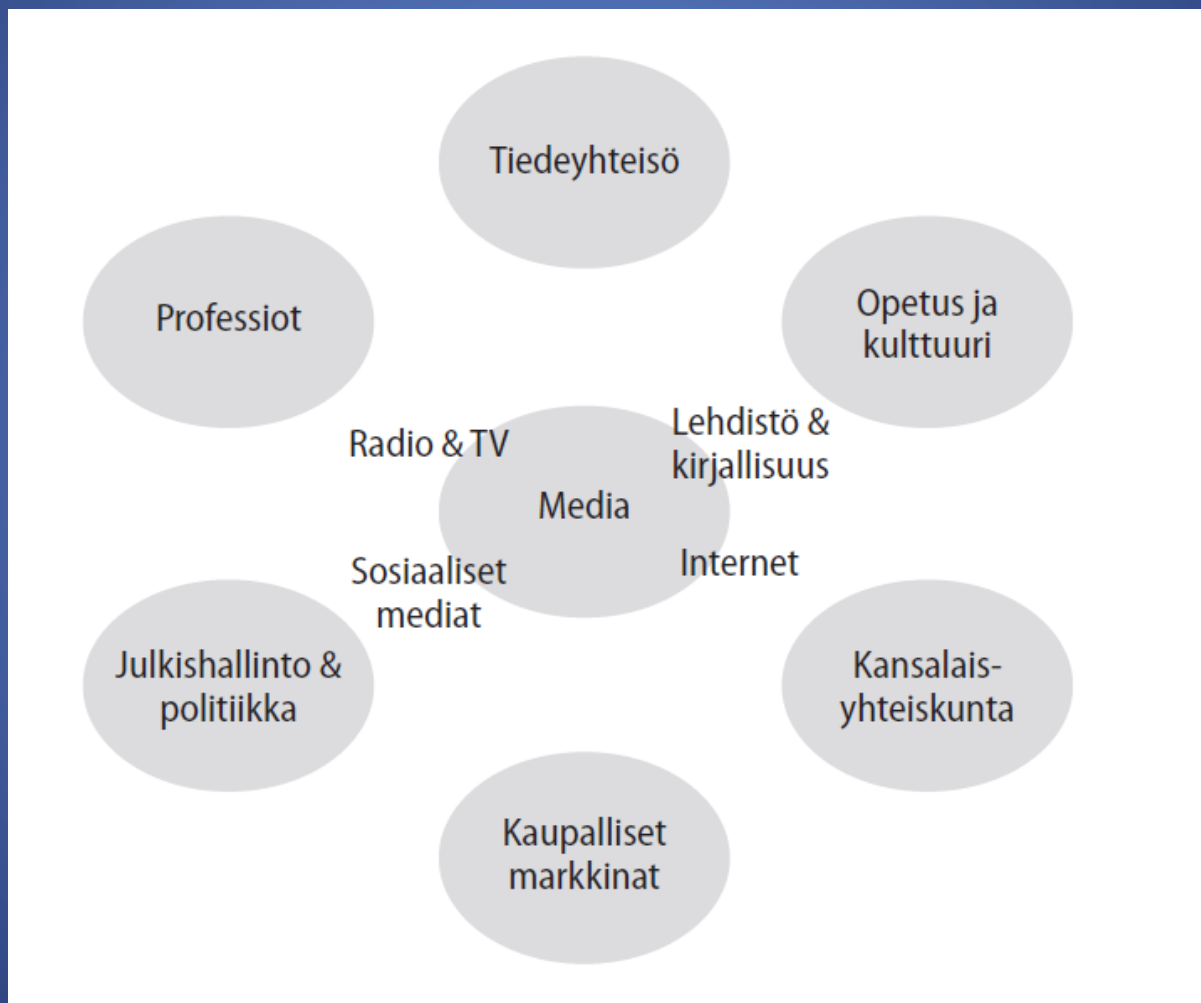 Tiedeyhteisö
Professiot
Opetus ja
kulttuuri
Radio & TV
Lehdistö &
kirjallisuus
Media
Sosiaaliset
mediat
Internet
Julkishallinto &
politiikka
Kansalais-
yhteiskunta
Kaupalliset
markkinat